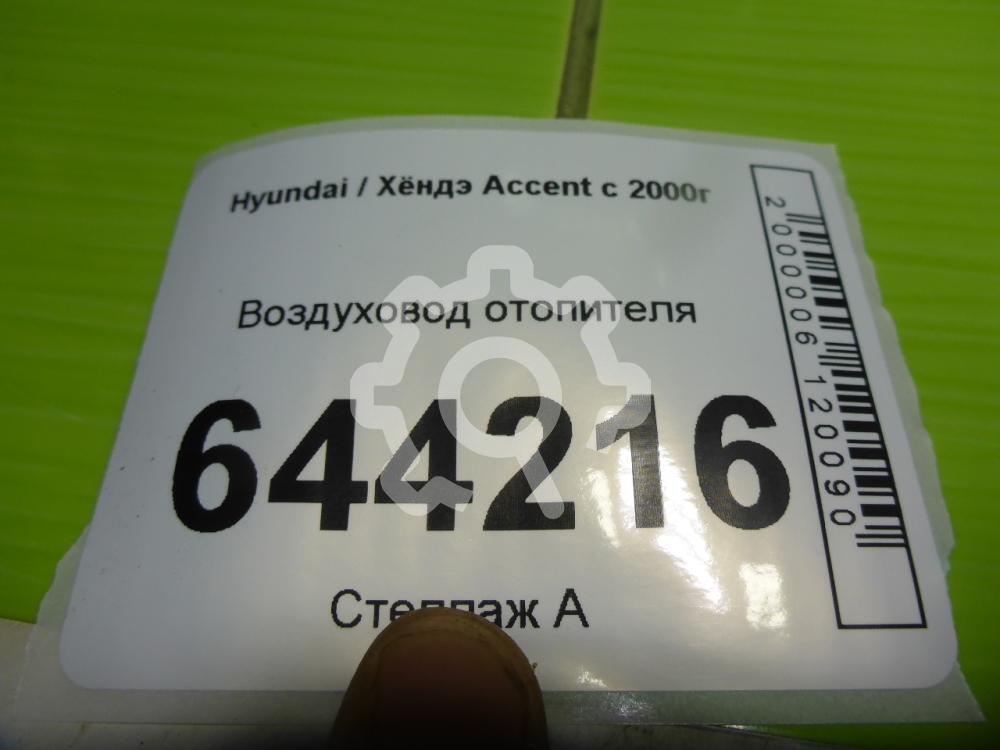 Hyundai / Хёндэ Accent с 2000г
Воздуховод отопителя
644216
Стеллаж А
2000006120090